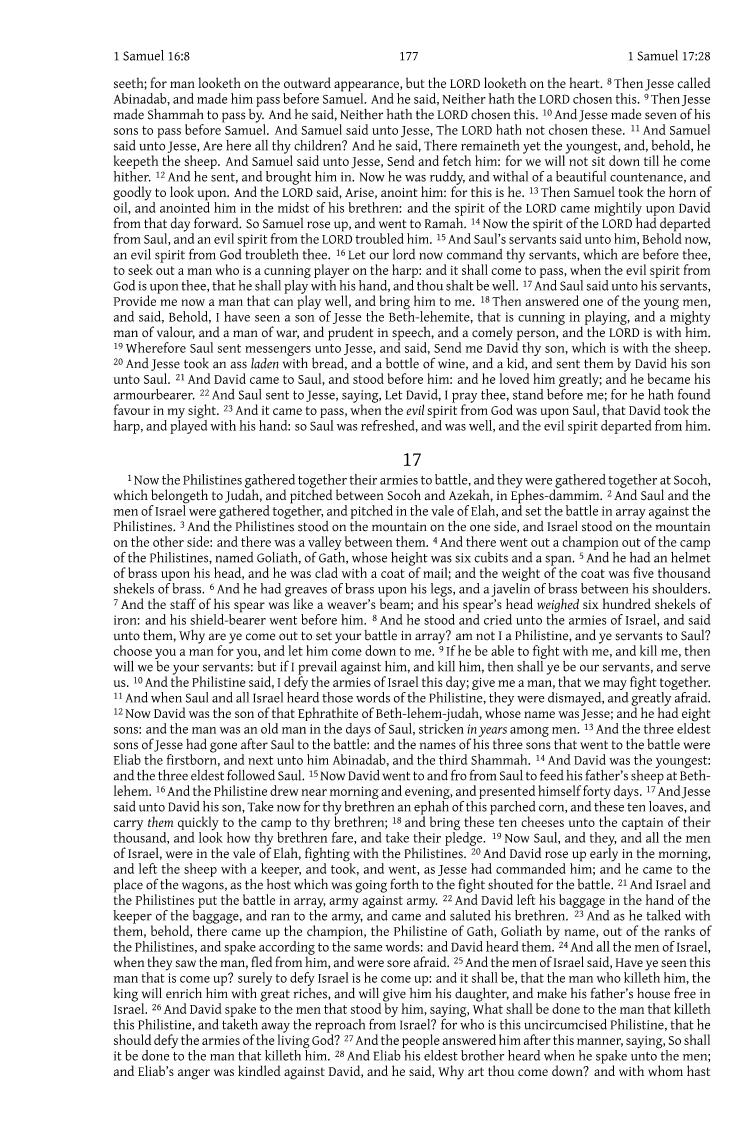 1 Samuel 16:8 177 1 Samuel 17:28
seeth; for man looketh on the outward appearance, but the LORD looketh on the heart. 8 Then Jesse called
Abinadab, and made him pass before Samuel. And he said, Neither hath the LORD chosen this. 9 Then Jesse
made Shammah to pass by. And he said, Neither hath the LORD chosen this. 10 And Jesse made seven of his
sons to pass before Samuel. And Samuel said unto Jesse, The LORD hath not chosen these. 11 And Samuel
said unto Jesse, Are here all thy children? And he said, There remaineth yet the youngest, and, behold, he
keepeth the sheep. And Samuel said unto Jesse, Send and fetch him: for we will not sit down till he come
hither. 12 And he sent, and brought him in. Now he was ruddy, and withal of a beautiful countenance, and
goodly to look upon. And the LORD said, Arise, anoint him: for this is he. 13 Then Samuel took the horn of
oil, and anointed him in the midst of his brethren: and the spirit of the LORD came mightily upon David
from that day forward. So Samuel rose up, and went to Ramah. 14 Now the spirit of the LORD had departed
from Saul, and an evil spirit from the LORD troubled him. 15 And Saul's servants said unto him, Behold now,
an evil spirit from God troubleth thee. 16 Let our lord now command thy servants, which are before thee,
to seek out a man who is a cunning player on the harp: and it shall come to pass, when the evil spirit from
God is upon thee, that he shall play with his hand, and thou shalt be well. 17 And Saul said unto his servants,
Provide me now a man that can play well, and bring him to me. 18 Then answered one of the young men,
and said, Behold, I have seen a son of Jesse the Beth-lehemite, that is cunning in playing, and a mighty
man of valour, and a man of war, and prudent in speech, and a comely person, and the LORD is with him.
19 Wherefore Saul sent messengers unto Jesse, and said, Send me David thy son, which is with the sheep.
20 And Jesse took an ass laden with bread, and a bottle of wine, and a kid, and sent them by David his son
unto Saul. 21 And David came to Saul, and stood before him: and he loved him greatly; and he became his
armourbearer. 22 And Saul sent to Jesse, saying, Let David, I pray thee, stand before me; for he hath found
favour in my sight. 23 And it came to pass, when the evil spirit from God was upon Saul, that David took the
harp, and played with his hand: so Saul was refreshed, and was well, and the evil spirit departed from him.
17
1 Now the Philistines gathered together their armies to battle, and they were gathered together at Socoh,
which belongeth to Judah, and pitched between Socoh and Azekah, in Ephes-dammim. 2 And Saul and the
men of Israel were gathered together, and pitched in the vale of Elah, and set the battle in array against the
Philistines. 3 And the Philistines stood on the mountain on the one side, and Israel stood on the mountain
on the other side: and there was a valley between them. 4 And there went out a champion out of the camp
of the Philistines, named Goliath, of Gath, whose height was six cubits and a span. 5 And he had an helmet
of brass upon his head, and he was clad with a coat of mail; and the weight of the coat was five thousand
shekels of brass. 6 And he had greaves of brass upon his legs, and a javelin of brass between his shoulders.
7 And the staff of his spear was like a weaver's beam; and his spear's head weighed six hundred shekels of
iron: and his shield-bearer went before him. 8 And he stood and cried unto the armies of Israel, and said
unto them, Why are ye come out to set your battle in array? am not I a Philistine, and ye servants to Saul?
choose you a man for you, and let him come down to me. 9 If he be able to fight with me, and kill me, then
will we be your servants: but if I prevail against him, and kill him, then shall ye be our servants, and serve
us. 10 And the Philistine said, I defy the armies of Israel this day; give me a man, that we may fight together.
11 And when Saul and all Israel heard those words of the Philistine, they were dismayed, and greatly afraid.
12 Now David was the son of that Ephrathite of Beth-lehem-judah, whose name was Jesse; and he had eight
sons: and the man was an old man in the days of Saul, stricken in years among men. 13 And the three eldest
sons of Jesse had gone after Saul to the battle: and the names of his three sons that went to the battle were
Eliab the firstborn, and next unto him Abinadab, and the third Shammah. 14 And David was the youngest:
and the three eldest followed Saul. 15 Now David went to and fro from Saul to feed his father's sheep at Beth-
lehem. 16 And the Philistine drew near morning and evening, and presented himself forty days. 17 And Jesse
said unto David his son, Take now for thy brethren an ephah of this parched corn, and these ten loaves, and
carry them quickly to the camp to thy brethren; 18 and bring these ten cheeses unto the captain of their
thousand, and look how thy brethren fare, and take their pledge. 19 Now Saul, and they, and all the men
of Israel, were in the vale of Elah, fighting with the Philistines. 20 And David rose up early in the morning,
and left the sheep with a keeper, and took, and went, as Jesse had commanded him; and he came to the
place of the wagons, as the host which was going forth to the fight shouted for the battle. 21 And Israel and
the Philistines put the battle in array, army against army. 22 And David left his baggage in the hand of the
keeper of the baggage, and ran to the army, and came and saluted his brethren. 23 And as he talked with
them, behold, there came up the champion, the Philistine of Gath, Goliath by name, out of the ranks of
the Philistines, and spake according to the same words: and David heard them. 24 And all the men of Israel,
when they saw the man, fled from him, and were sore afraid. 25 And the men of Israel said, Have ye seen this
man that is come up? surely to defy Israel is he come up: and it shall be, that the man who killeth him, the
king will enrich him with great riches, and will give him his daughter, and make his father's house free in
Israel. 26 And David spake to the men that stood by him, saying, What shall be done to the man that killeth
this Philistine, and taketh away the reproach from Israel? for who is this uncircumcised Philistine, that he
should defy the armies of the living God? 27 And the people answered him after this manner, saying, So shall
it be done to the man that killeth him. 28 And Eliab his eldest brother heard when he spake unto the men;
and Eliab's anger was kindled against David, and he said, Why art thou come down? and with whom hast